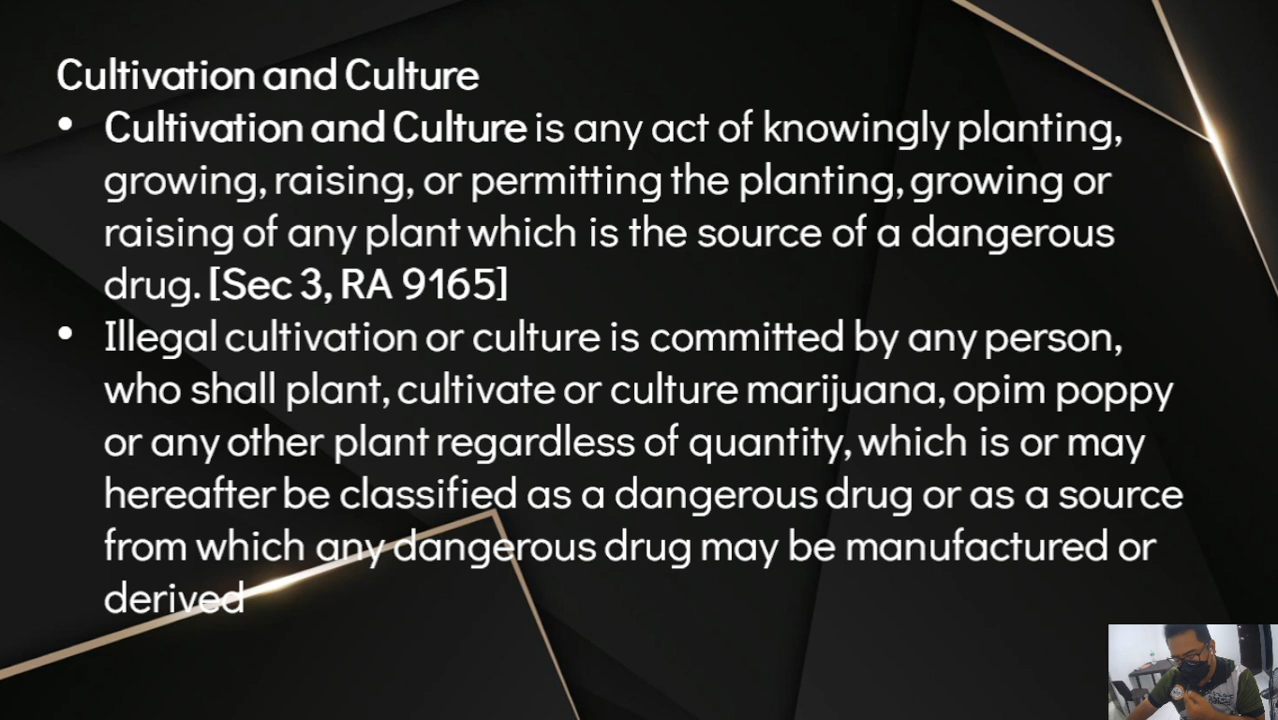 Cultivation and Culture
• Cultivation and Culture is any act of knowingly planting,
growing, raising, or permitting the planting, growing or
raising of any plant which is the source of a dangerous
drug. [Sec 3, RA 9165]
• Illegal cultivation or culture is committed by any person,
who shall plant, cultivate or culture marijuana, opim poppy
or any other plant regardless of quantity, which is or may
hereafter be classified as a dangerous drug or as a source
from which any dangerous drug may be manufactured or
derived